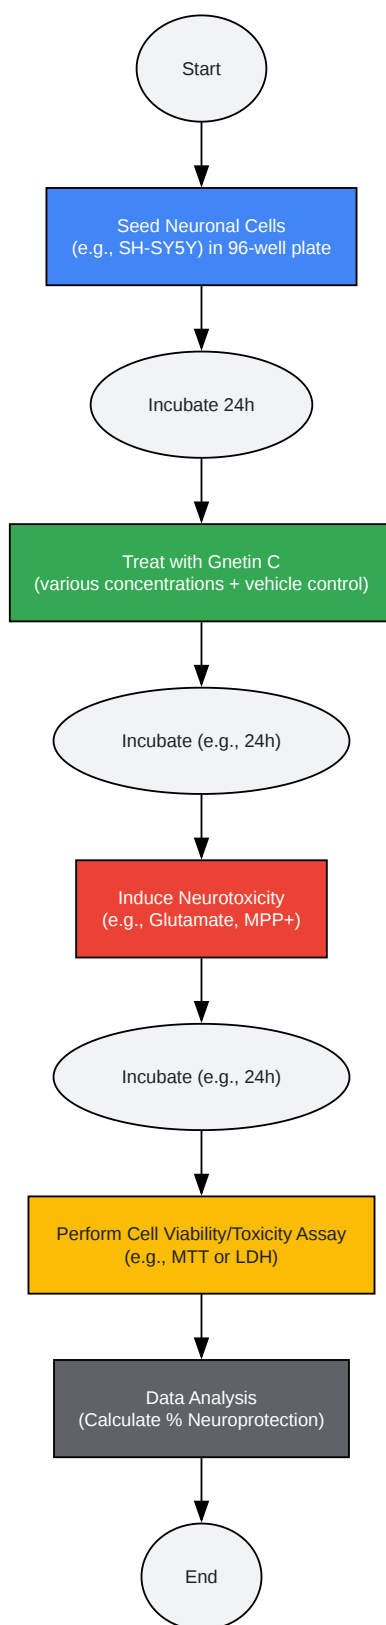 Start
Seed Neuronal Cells
(e.g., SH-SY5Y) in 96-well plate
Incubate 24h
Treat with Gnetin C
(various concentrations + vehicle control)
Incubate (e.g., 24h)
Induce Neurotoxicity
(e.g., Glutamate, MPP+)
Incubate (e.g., 24h)
Perform Cell Viability/Toxicity Assay
(e.g., MTT or LDH)
Data Analysis
(Calculate % Neuroprotection)
End